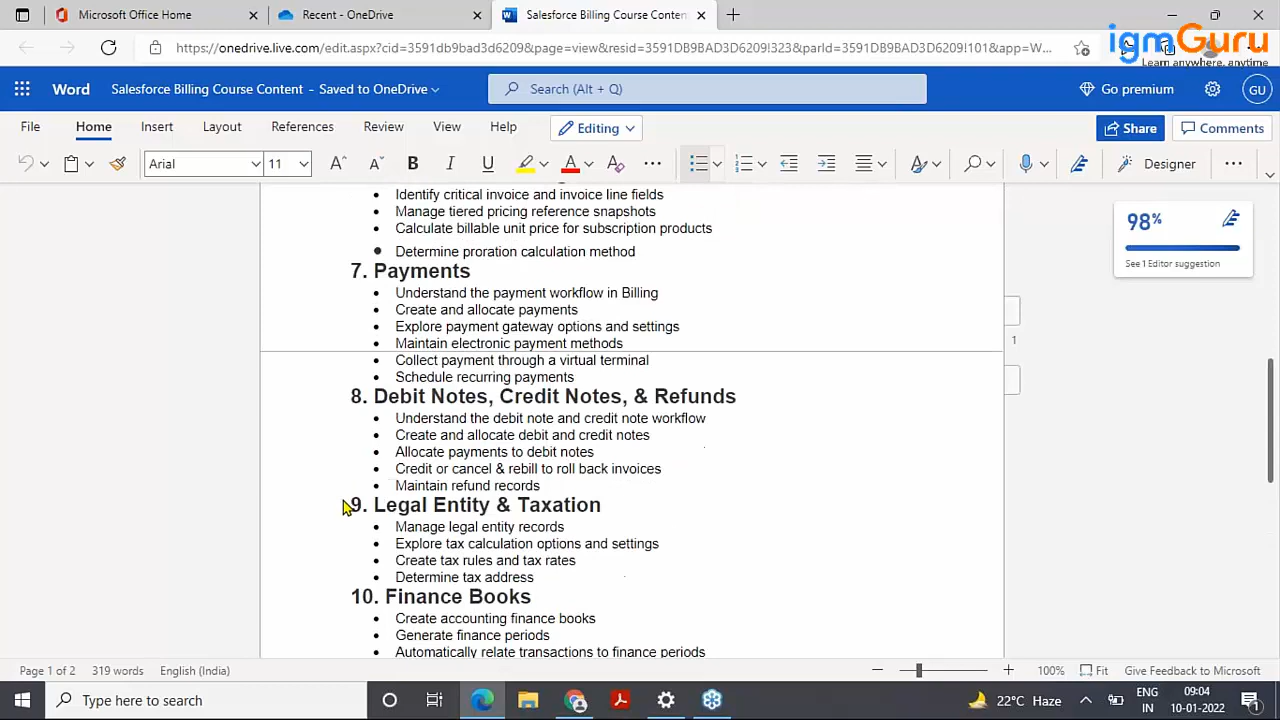 Microsoft Office Home
Recent - OneDrive
Salesforce Billing Course Conten
https://onedrive.live.com/edit.aspx?cid=3591db9bad3d6209&page=view&resid=3591DB9BAD3D6209!323&parId=3591DB9BAD3D6209!101&app=W...
igmGuru
Learn anywhere, anytime
Word
Salesforce Billing Course Content - Saved to OneDrive
Search (Alt + Q)
Go premium
GU
File
Home
Insert
Layout
References
Review
View
Help
Editing
Share
Comments
Arial
11
Designer
Identify critical invoice and invoice line fields
Manage tiered pricing reference snapshots
Calculate billable unit price for subscription products
Determine proration calculation method
7. Payments
Understand the payment workflow in Billing
Create and allocate payments
Explore payment gateway options and settings
Maintain electronic payment methods
Collect payment through a virtual terminal
Schedule recurring payments
8. Debit Notes, Credit Notes, & Refunds
Understand the debit note and credit note workflow
Create and allocate debit and credit notes
Allocate payments to debit notes
Credit or cancel & rebill to roll back invoices
Maintain refund records
9. Legal Entity & Taxation
Manage legal entity records
Explore tax calculation options and settings
Create tax rules and tax rates
Determine tax address
10. Finance Books
Create accounting finance books
Generate finance periods
Automatically relate transactions to finance periods
98%
See 1 Editor suggestion
1
Page 1 of 2
319 words
English (India)
100%
Fit
Give Feedback to Microsoft
Type here to search
22°C Haze
ENG
IN
09:04
10-01-2022
1